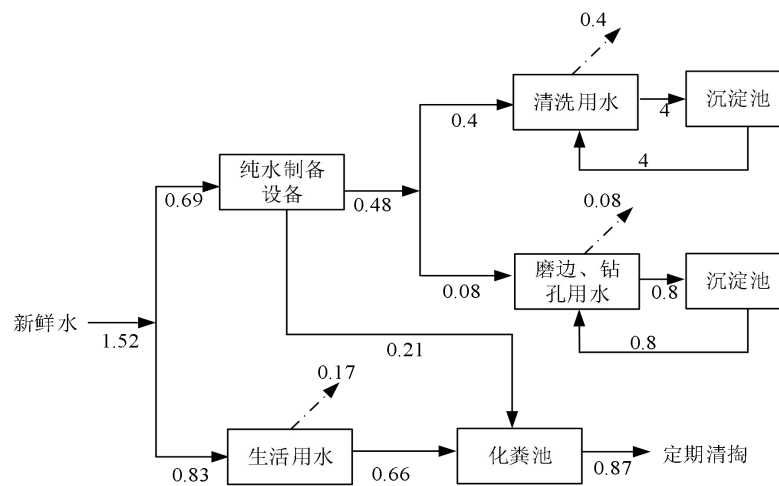 0.4
清洗用水
4
沉淀池
0.4
4
纯水制备
设备
0.69
0.48
0.08
磨边、钻
孔用水
0.8
沉淀池
0.08
0.8
新鲜水
1.52
0.21
0.17
生活用水
0.83
0.66
化粪池
0.87
定期清掏